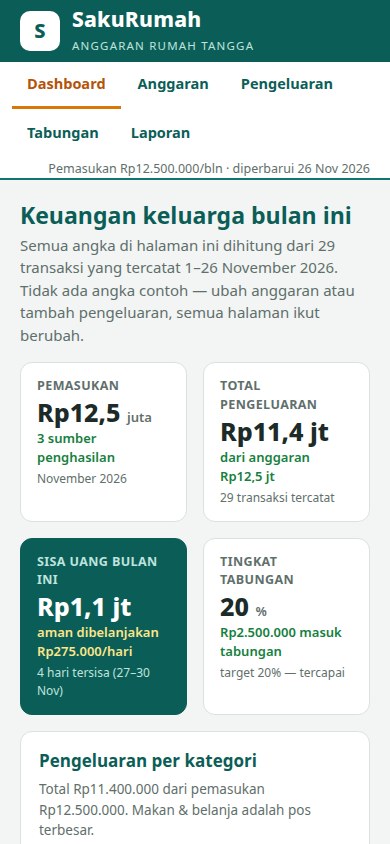 S
SakuRumah
ANGGARAN RUMAH TANGGA
Dashboard Anggaran Pengeluaran
Tabungan Laporan
Pemasukan Rp12.500.000/bln · diperbarui 26 Nov 2026
Keuangan keluarga bulan ini
Semua angka di halaman ini dihitung dari 29
transaksi yang tercatat 1–26 November 2026.
Tidak ada angka contoh — ubah anggaran atau
tambah pengeluaran, semua halaman ikut
berubah.
PEMASUKAN
Rp12,5 juta
3 sumber
penghasilan
November 2026
TOTAL
PENGELUARAN
Rp11,4 jt
dari anggaran
Rp12,5 jt
29 transaksi tercatat
SISA UANG BULAN
INI
Rp1,1 jt
aman dibelanjakan
Rp275.000/hari
4 hari tersisa (27–30
Nov)
TINGKAT
TABUNGAN
20 %
Rp2.500.000 masuk
tabungan
target 20% — tercapai
Pengeluaran per kategori
Total Rp11.400.000 dari pemasukan
Rp12.500.000. Makan & belanja adalah pos
terbesar.